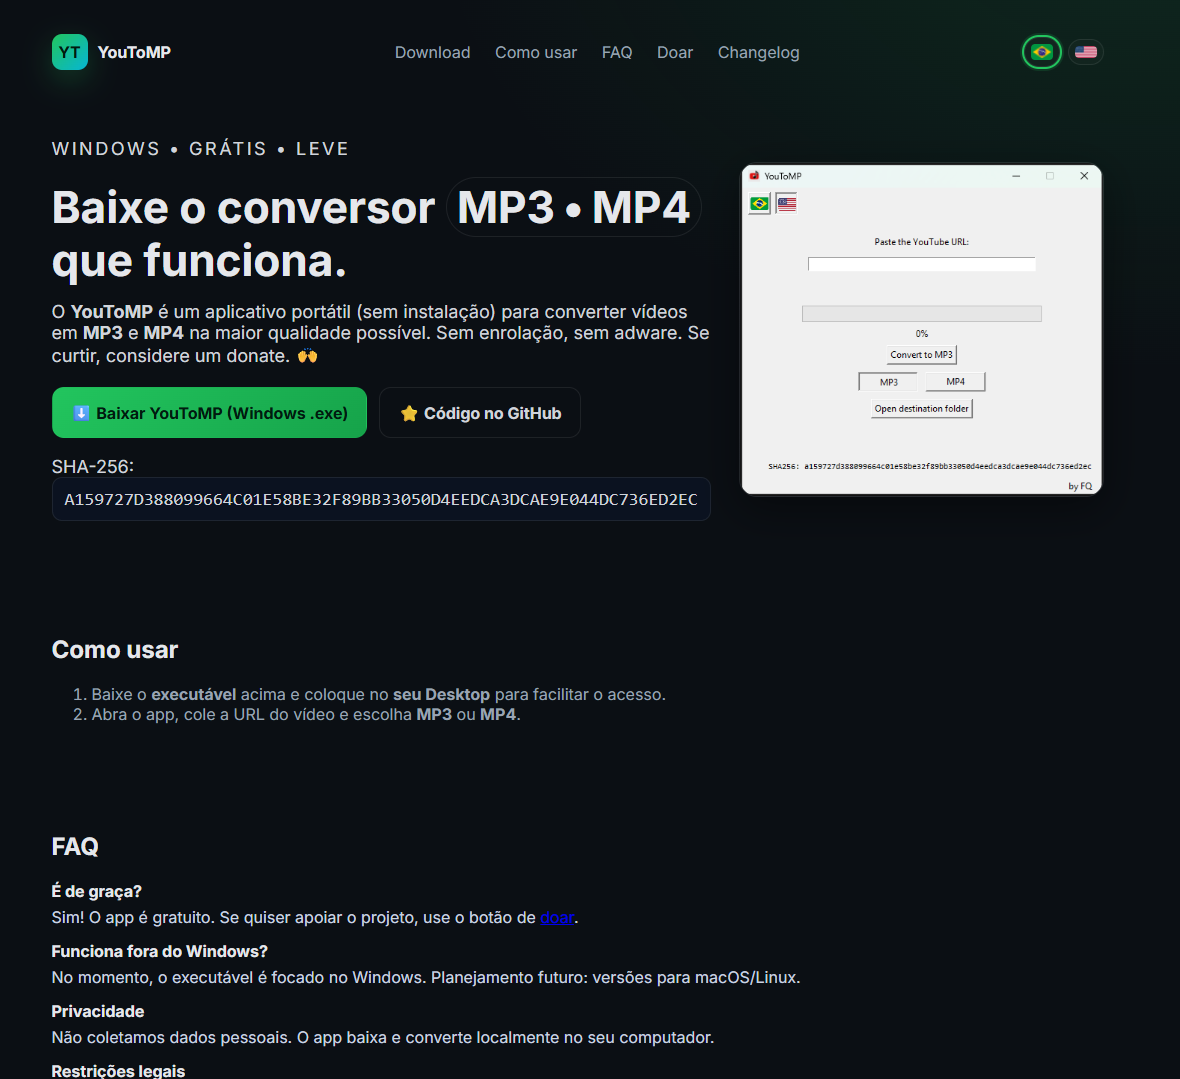 YT YouToMP
Download Como usar FAQ Doar Changelog
WINDOWS • GRÁTIS • LEVE
Baixe o conversor MP3 • MP4
que funciona.
O YouToMP é um aplicativo portátil (sem instalação) para converter vídeos
em MP3 e MP4 na maior qualidade possível. Sem enrolação, sem adware. Se
curtir, considere um donate. 🙌
⬇️ Baixar YouToMP (Windows .exe)
⭐ Código no GitHub
SHA-256:
A159727D388099664C01E58BE32F89BB33050D4EEDCA3DCAE9E044DC736ED2EC
YouToMP
Paste the YouTube URL:
0%
Convert to MP3
MP3 MP4
Open destination folder
SHA256: a159727d388099664c01e58be32f89bb33050d4eedca3dcae9e044dc736ed2ec
by FQ
Como usar
1. Baixe o executável acima e coloque no seu Desktop para facilitar o acesso.
2. Abra o app, cole a URL do vídeo e escolha MP3 ou MP4.
FAQ
É de graça?
Sim! O app é gratuito. Se quiser apoiar o projeto, use o botão de doar.
Funciona fora do Windows?
No momento, o executável é focado no Windows. Planejamento futuro: versões para macOS/Linux.
Privacidade
Não coletamos dados pessoais. O app baixa e converte localmente no seu computador.
Restrições legais